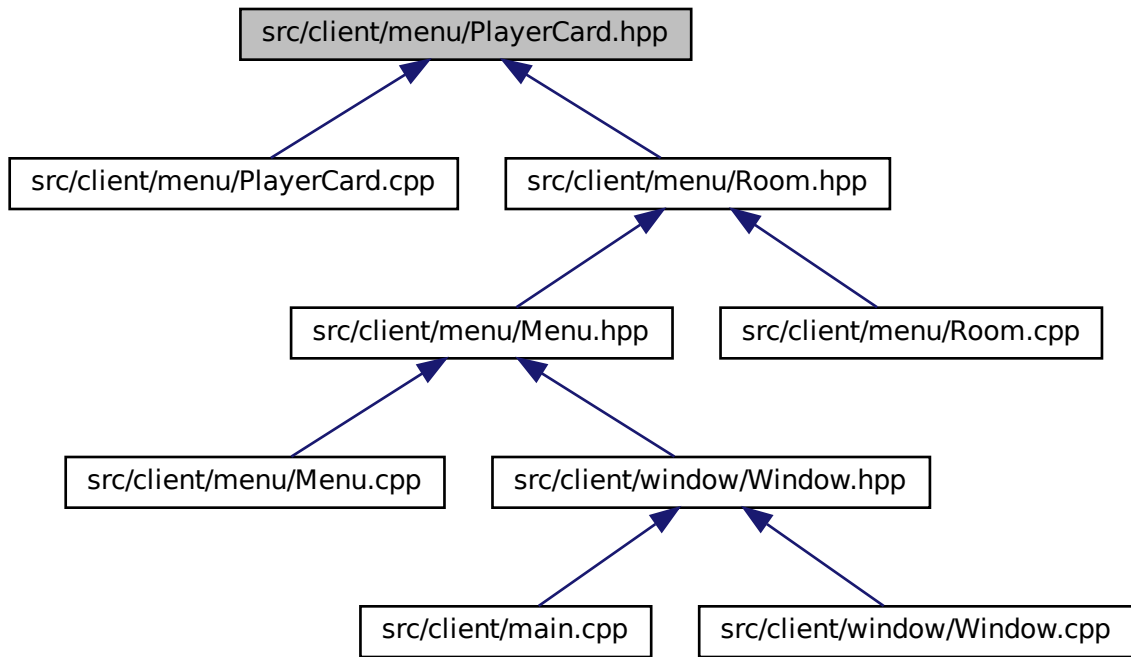 src/client/menu/PlayerCard.hpp
src/client/menu/PlayerCard.cpp
src/client/menu/Room.hpp
src/client/menu/Menu.hpp
src/client/menu/Room.cpp
src/client/menu/Menu.cpp
src/client/window/Window.hpp
src/client/main.cpp
src/client/window/Window.cpp